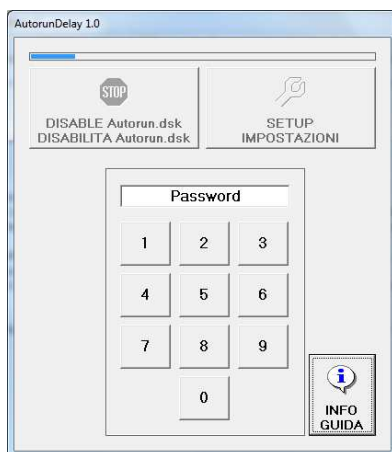 AutorunDelay 1.0
STOP
DISABLE Autorun.dsk
DISABILITA Autorun.dsk
SETUP
IMPOSTAZIONI
Password
1 2 3
4 5 6
7 8 9
0
INFO
GUIDA